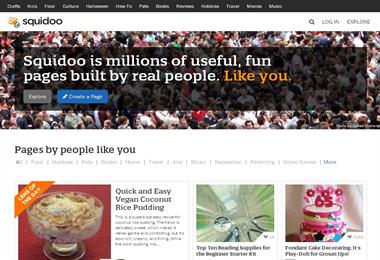 Crafts Kids Food Culture Halloween How-To Pets Books Reviews Hobbies Travel Movies Music
squidoo LOG IN EXPLORE
Squidoo is millions of useful, fun
pages built by real people. Like you.
Explore Create a Page
Pages by people like you
All | Food | Hobbies | Pets | Books | Home | Travel | Arts | Music | Recreation | Parenting | Video Games | More
LENS OF
THE DAY
Quick and Easy
Vegan Coconut
Rice Pudding
This is a superb but easy recipe for
coconut rice pudding. The flavor is
delicately sweet, which makes it
rather gentle and comforting, but it's
also rich, creamy, and filling. While
the word pudding mig...
Top Ten Beading Supplies for
the Beginner Starter Kit
Fondant Cake Decorating: It's
Play-Doh for Grown Ups!